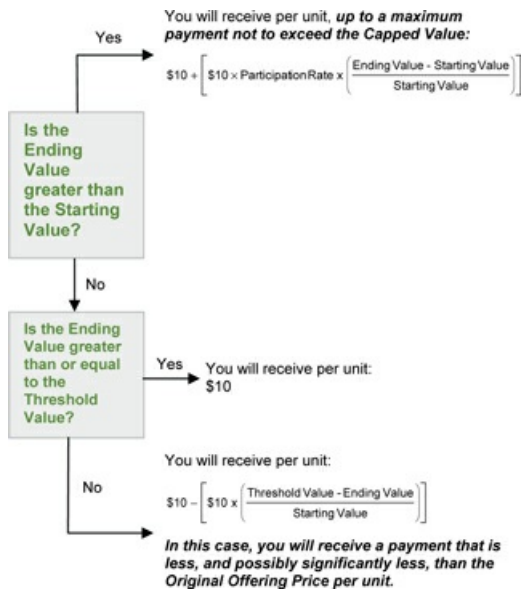 You will receive per unit, up to a maximum
payment not to exceed the Capped Value:
Yes
$10 + [ $10 × Participation Rate x ( Ending Value - Starting Value / Starting Value ) ]
Is the
Ending
Value
greater than
the Starting
Value?
No
Is the Ending
Value greater
than or equal
to the
Threshold
Value?
Yes
You will receive per unit:
$10
You will receive per unit:
No
$10 – [ $10 x ( Threshold Value - Ending Value / Starting Value ) ]
In this case, you will receive a payment that is
less, and possibly significantly less, than the
Original Offering Price per unit.